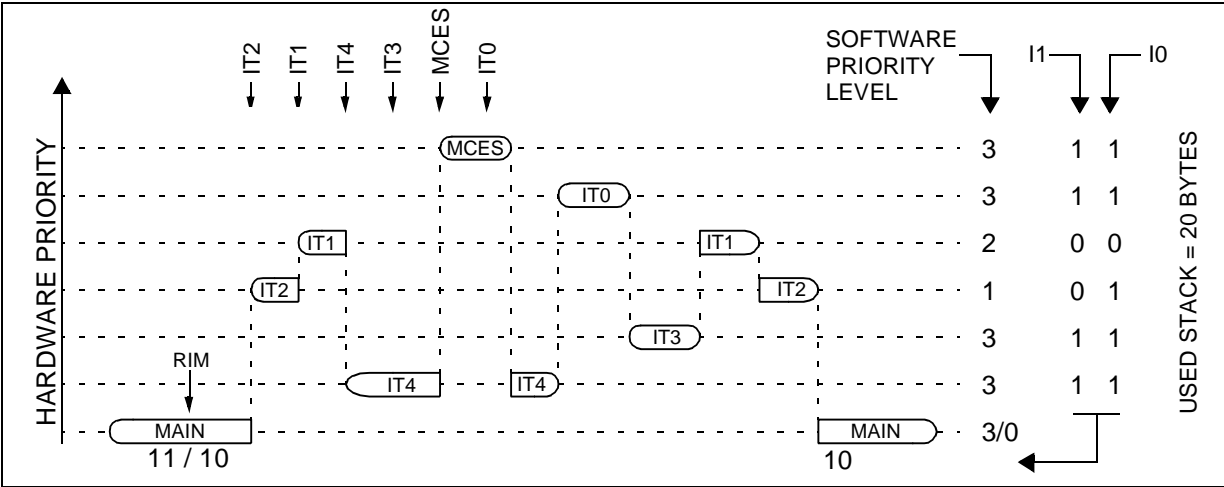 IT2
IT1
IT4
IT3
MCES
IT0
SOFTWARE
PRIORITY
LEVEL
I1
I0
HARDWARE PRIORITY
MCES
3
1 1
IT0
3
1 1
IT1
IT1
2
0 0
IT2
IT2
1
0 1
IT3
3
1 1
RIM
IT4
IT4
3
1 1
MAIN
MAIN
3/0
11 / 10
10
USED STACK = 20 BYTES